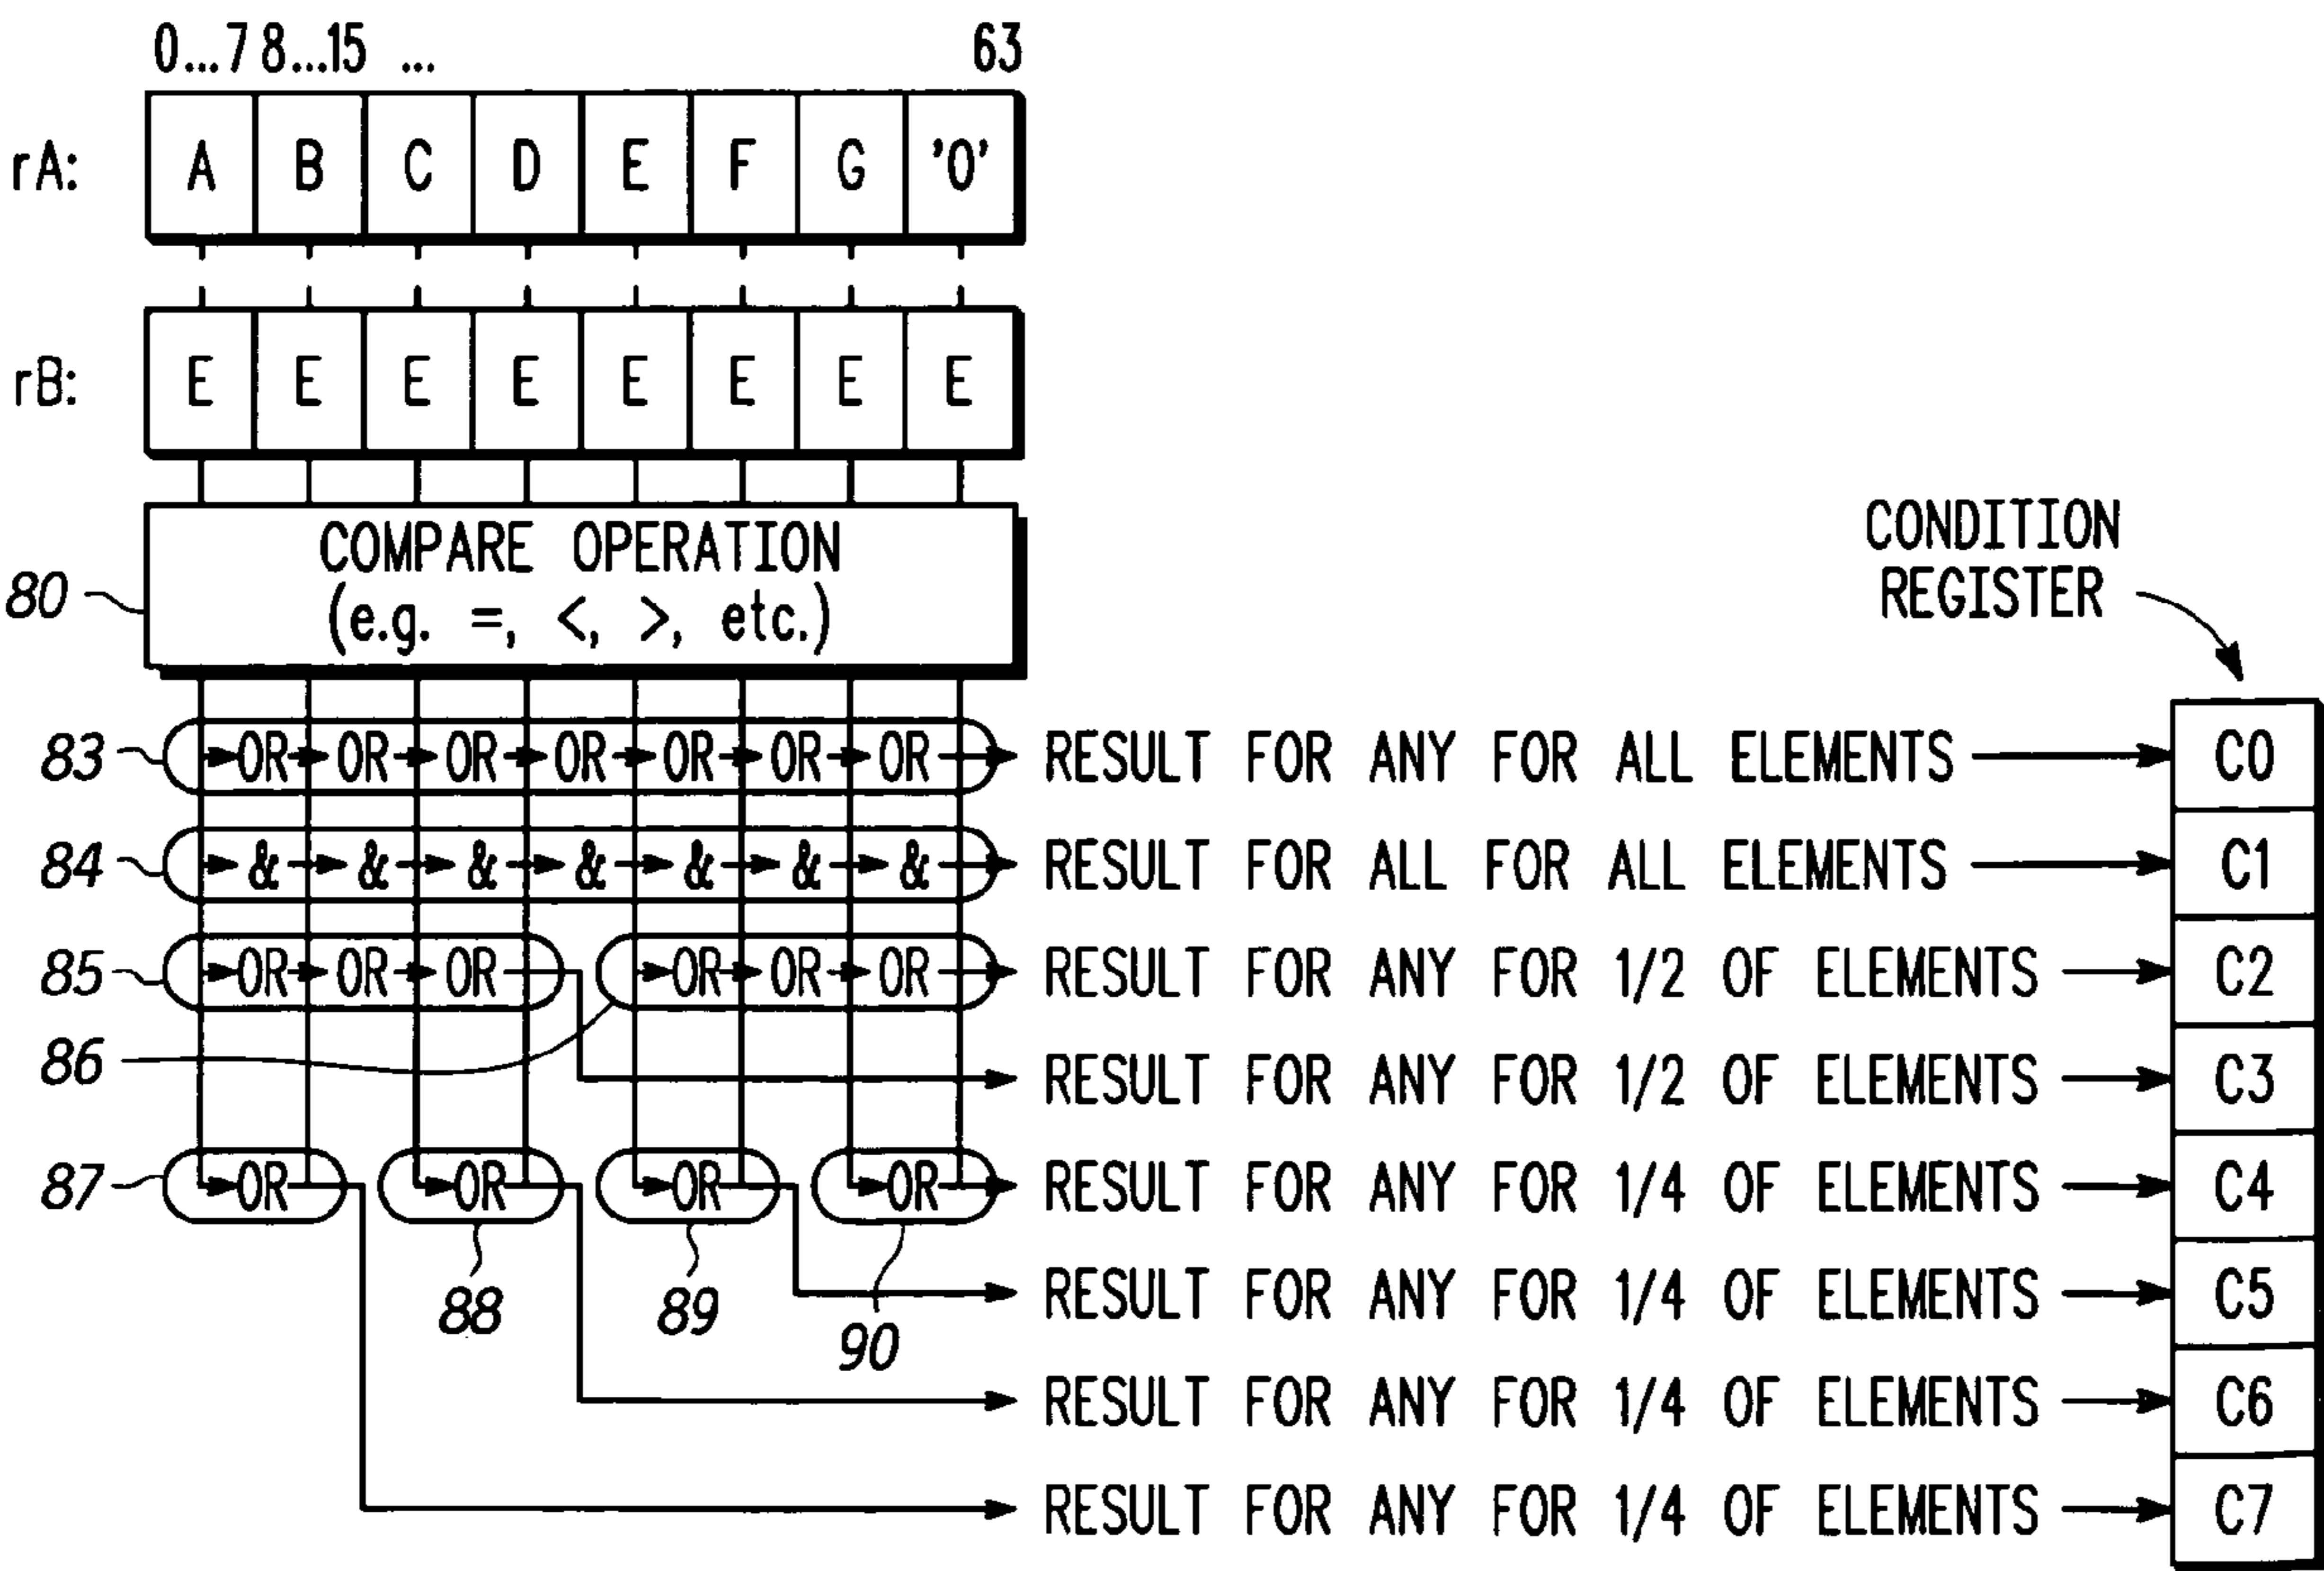 0...7 8...15 ... 63
rA: A B C D E F G '0'
rB: E E E E E E E E
COMPARE OPERATION
(e.g. =, <, >, etc.)
80
CONDITION
REGISTER
83 OR OR OR OR OR OR OR RESULT FOR ANY FOR ALL ELEMENTS C0
84 & & & & & & & RESULT FOR ALL FOR ALL ELEMENTS C1
85 OR OR OR OR OR OR RESULT FOR ANY FOR 1/2 OF ELEMENTS C2
86 RESULT FOR ANY FOR 1/2 OF ELEMENTS C3
87 OR OR OR OR RESULT FOR ANY FOR 1/4 OF ELEMENTS C4
88 89 90 RESULT FOR ANY FOR 1/4 OF ELEMENTS C5
RESULT FOR ANY FOR 1/4 OF ELEMENTS C6
RESULT FOR ANY FOR 1/4 OF ELEMENTS C7